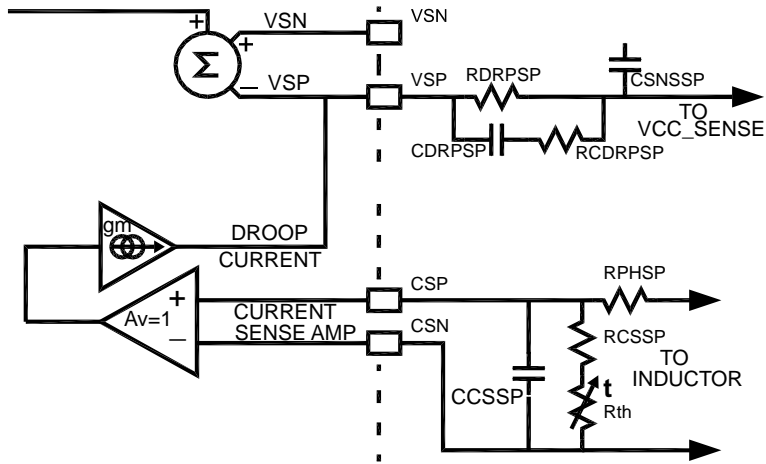 +
VSN
VSN
+
Σ
− VSP
VSP
RDRPSP
CSNSSP
TO
VCC_SENSE
CDRPSP
RCDRPSP
gm
DROOP
CURRENT
CSP
RPHSP
+
Av=1
CURRENT
SENSE AMP
−
CSN
RCSSP
TO
INDUCTOR
CCSSP
t
Rth